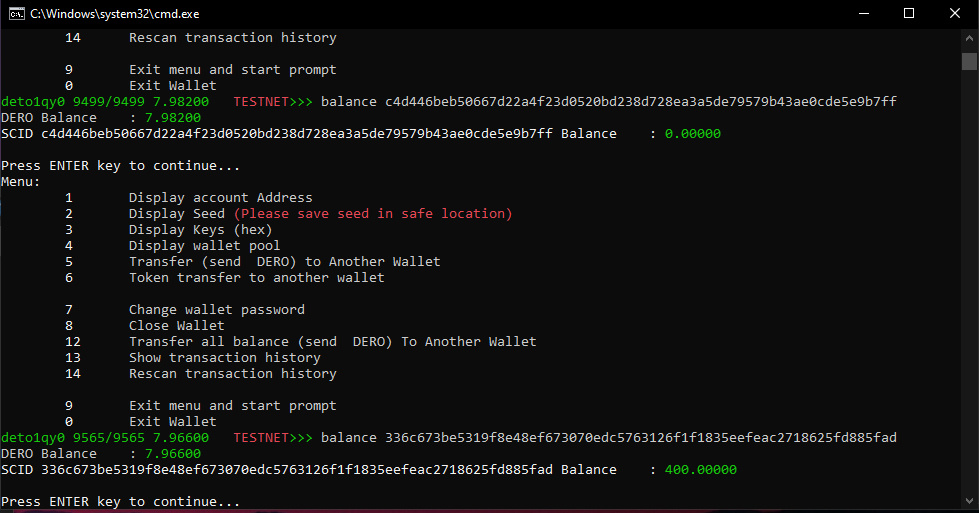 C:\Windows\system32\cmd.exe
14 Rescan transaction history
9 Exit menu and start prompt
0 Exit Wallet
deto1qy0 9499/9499 7.98200 TESTNET>>> balance c4d446beb50667d22a4f23d0520bd238d728ea3a5de79579b43ae0cde5e9b7ff
DERO Balance : 7.98200
SCID c4d446beb50667d22a4f23d0520bd238d728ea3a5de79579b43ae0cde5e9b7ff Balance : 0.00000
Press ENTER key to continue...
Menu:
1 Display account Address
2 Display Seed (Please save seed in safe location)
3 Display Keys (hex)
4 Display wallet pool
5 Transfer (send  DERO) to Another Wallet
6 Token transfer to another wallet
7 Change wallet password
8 Close Wallet
12 Transfer all balance (send  DERO) To Another Wallet
13 Show transaction history
14 Rescan transaction history
9 Exit menu and start prompt
0 Exit Wallet
deto1qy0 9565/9565 7.96600 TESTNET>>> balance 336c673be5319f8e48ef673070edc5763126f1f1835eefeac2718625fd885fad
DERO Balance : 7.96600
SCID 336c673be5319f8e48ef673070edc5763126f1f1835eefeac2718625fd885fad Balance : 400.00000
Press ENTER key to continue...